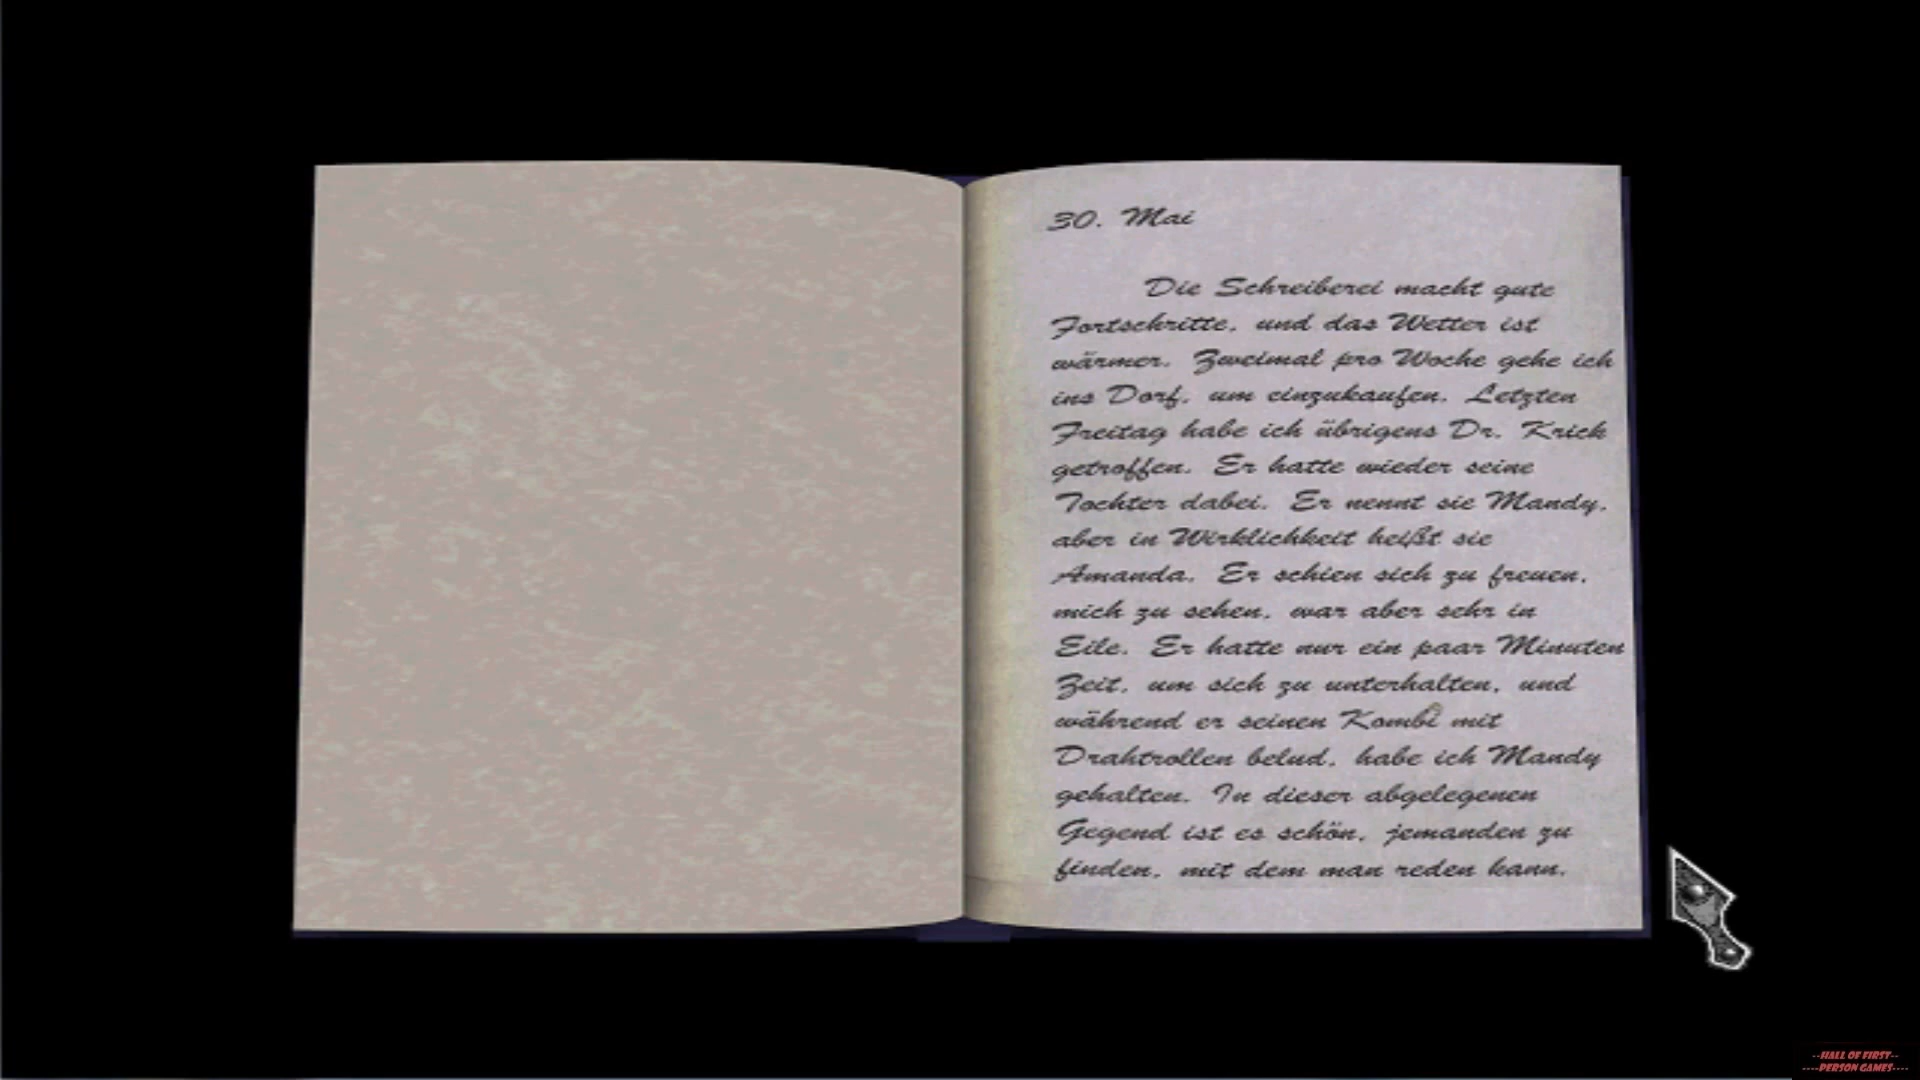 30. Mai
Die Schreiberei macht gute
Fortschritte, und das Wetter ist
wärmer. Zweimal pro Woche gehe ich
ins Dorf, um einzukaufen. Letzten
Freitag habe ich übrigens Dr. Krick
getroffen. Er hatte wieder seine
Tochter dabei. Er nennt sie Mandy,
aber in Wirklichkeit heißt sie
Amanda. Er schien sich zu freuen,
mich zu sehen, war aber sehr in
Eile. Er hatte nur ein paar Minuten
Zeit, um sich zu unterhalten, und
während er seinen Kombi mit
Drahtrollen belud, habe ich Mandy
gehalten. In dieser abgelegenen
Gegend ist es schön, jemanden zu
finden, mit dem man reden kann.
--HALL OF FIRST--
----PERSON GAMES----